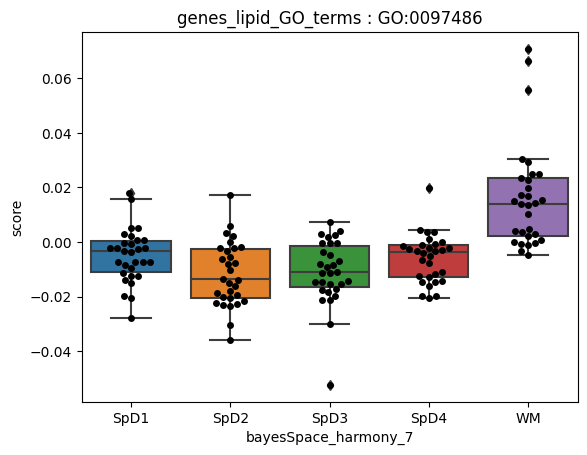 genes_lipid_GO_terms : GO:0097486
0.06
0.04
0.02
0.00
−0.02
−0.04
score
SpD1 SpD2 SpD3 SpD4 WM
bayesSpace_harmony_7